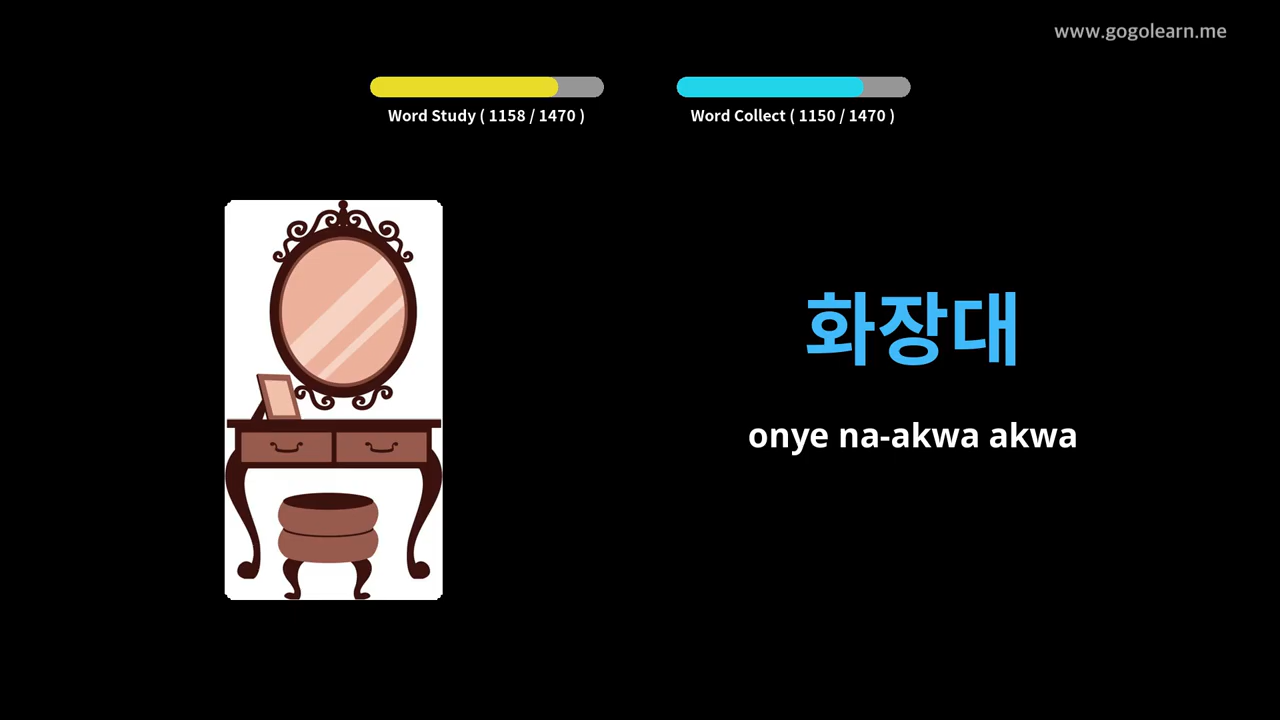 www.gogolearn.me
Word Study ( 1158 / 1470 )
Word Collect ( 1150 / 1470 )
화장대
onye na-akwa akwa